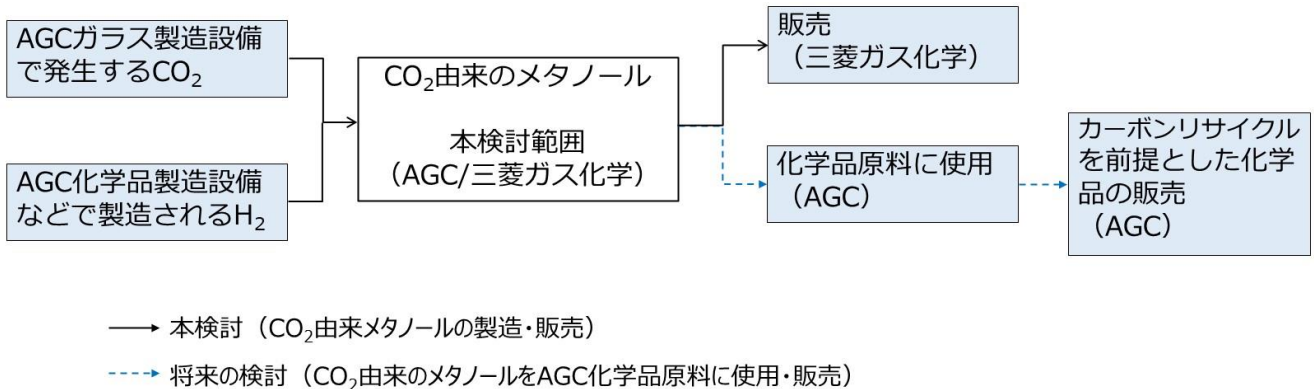 AGCガラス製造設備
で発生するCO₂
AGC化学品製造設備
などで製造されるH₂
CO₂由来のメタノール
本検討範囲
（AGC/三菱ガス化学）
販売
（三菱ガス化学）
化学品原料に使用
（AGC）
カーボンリサイクル
を前提とした化学
品の販売
（AGC）
本検討（CO₂由来メタノールの製造・販売）
将来の検討（CO₂由来のメタノールをAGC化学品原料に使用・販売）